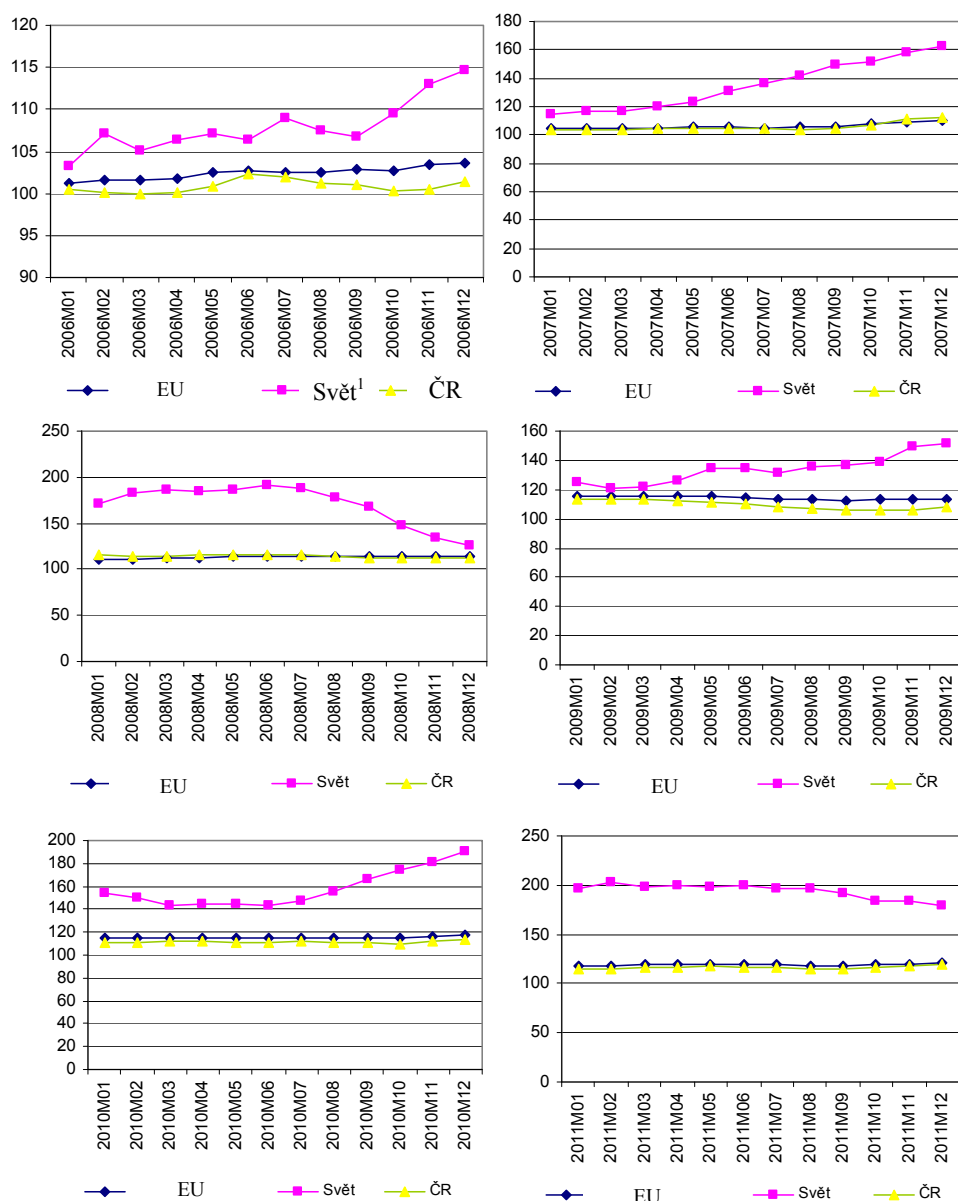 120
115
110
105
100
95
90
2006M01
2006M02
2006M03
2006M04
2006M05
2006M06
2006M07
2006M08
2006M09
2006M10
2006M11
2006M12
EU Svět¹ ČR
180
160
140
120
100
80
60
40
20
0
2007M01
2007M02
2007M03
2007M04
2007M05
2007M06
2007M07
2007M08
2007M09
2007M10
2007M11
2007M12
EU Svět ČR
250
200
150
100
50
0
2008M01
2008M02
2008M03
2008M04
2008M05
2008M06
2008M07
2008M08
2008M09
2008M10
2008M11
2008M12
EU Svět ČR
160
140
120
100
80
60
40
20
0
2009M01
2009M02
2009M03
2009M04
2009M05
2009M06
2009M07
2009M08
2009M09
2009M10
2009M11
2009M12
EU Svět ČR
200
180
160
140
120
100
80
60
40
20
0
2010M01
2010M02
2010M03
2010M04
2010M05
2010M06
2010M07
2010M08
2010M09
2010M10
2010M11
2010M12
EU Svět ČR
250
200
150
100
50
0
2011M01
2011M02
2011M03
2011M04
2011M05
2011M06
2011M07
2011M08
2011M09
2011M10
2011M11
2011M12
EU Svět ČR